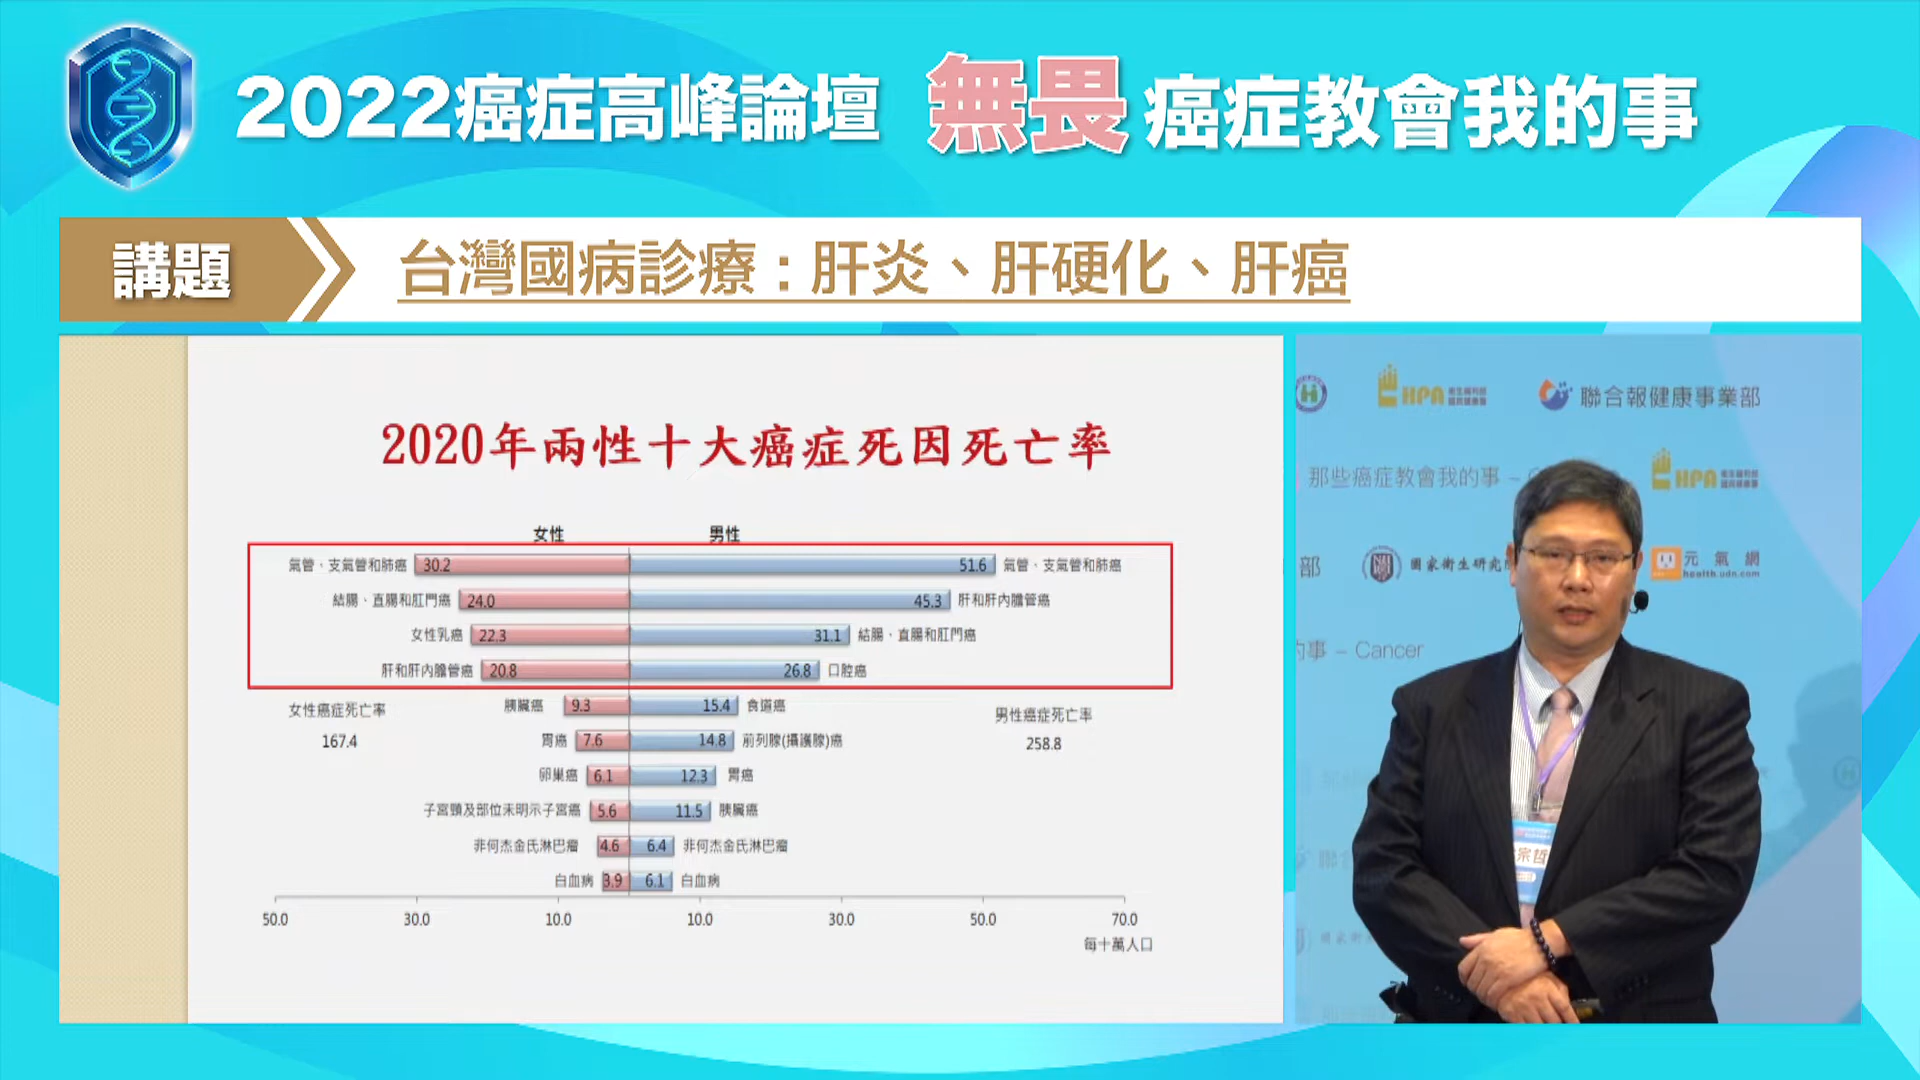 2022癌症高峰論壇 無畏 癌症教會我的事
講題
台灣國病診療：肝炎、肝硬化、肝癌
2020年兩性十大癌症死因死亡率
女性 男性
氣管、支氣管和肺癌 30.2 51.6 氣管、支氣管和肺癌
結腸、直腸和肛門癌 24.0 45.3 肝和肝內膽管癌
女性乳癌 22.3 31.1 結腸、直腸和肛門癌
肝和肝內膽管癌 20.8 26.8 口腔癌
胰臟癌 9.3 15.4 食道癌
胃癌 7.6 14.8 前列腺(攝護腺)癌
卵巢癌 6.1 12.3 胃癌
子宮頸及部位未明示子宮癌 5.6 11.5 胰臟癌
非何杰金氏淋巴瘤 4.6 6.4 非何杰金氏淋巴瘤
白血病 3.9 6.1 白血病
女性癌症死亡率
167.4
男性癌症死亡率
258.8
50.0 30.0 10.0 10.0 30.0 50.0 70.0
每十萬人口
HPA 聯合報健康事業部
那些癌症教會我的事 –
HPA
部 國家衛生研究 元氣網
health.udn.com
的事 – Cancer
宗哲